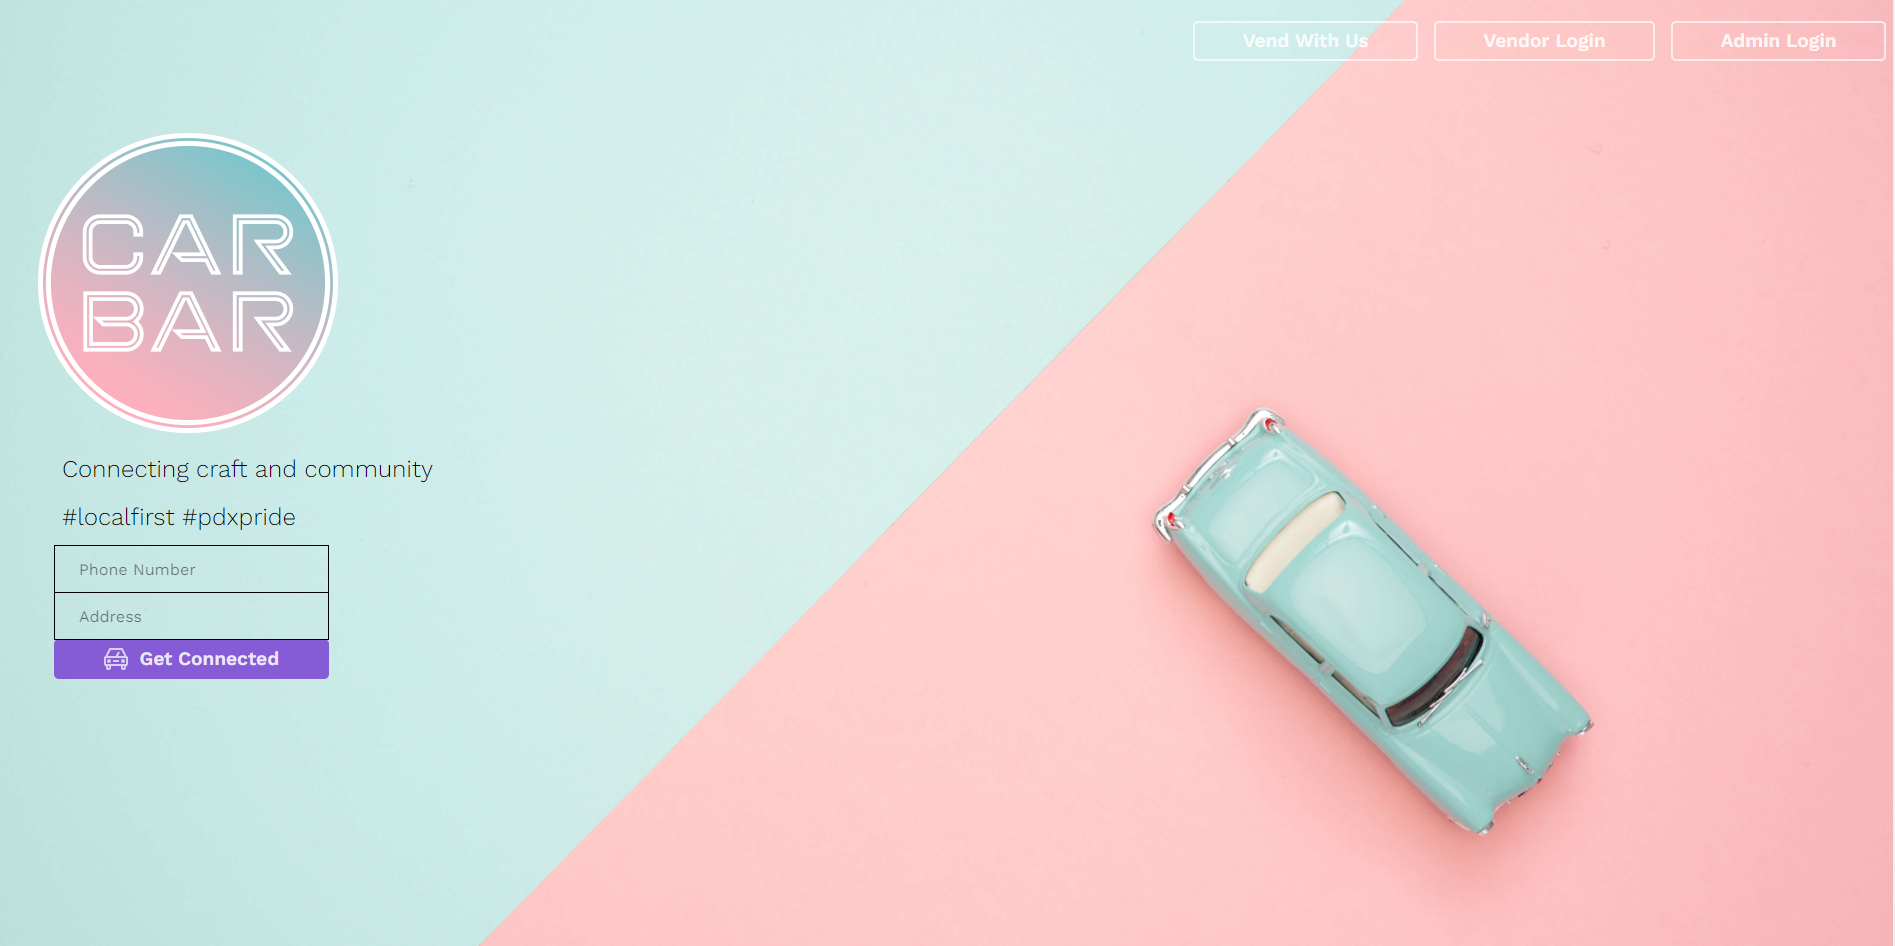 Vend With Us
Vendor Login
Admin Login
CAR
BAR
Connecting craft and community
#localfirst #pdxpride
Phone Number
Address
Get Connected